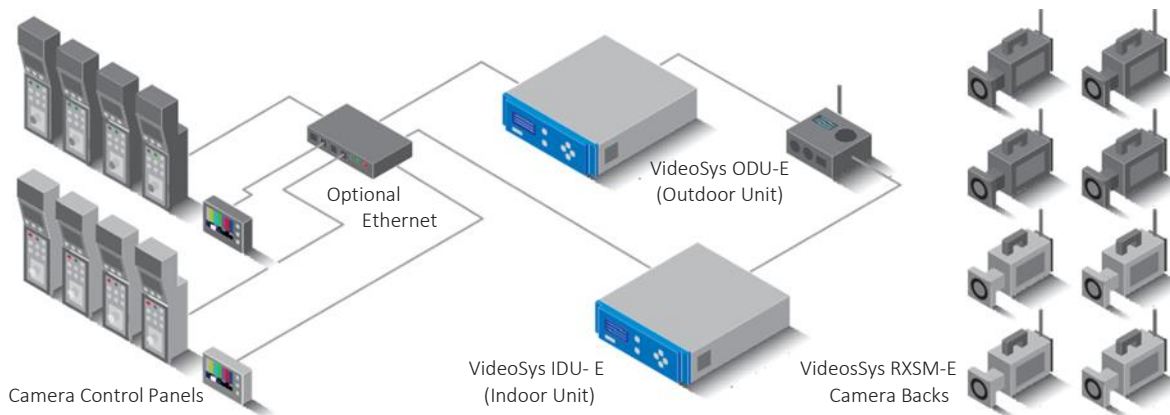 Optional
Ethernet
VideoSys ODU-E
(Outdoor Unit)
Camera Control Panels
VideoSys IDU- E
(Indoor Unit)
VideosSys RXSM-E
Camera Backs